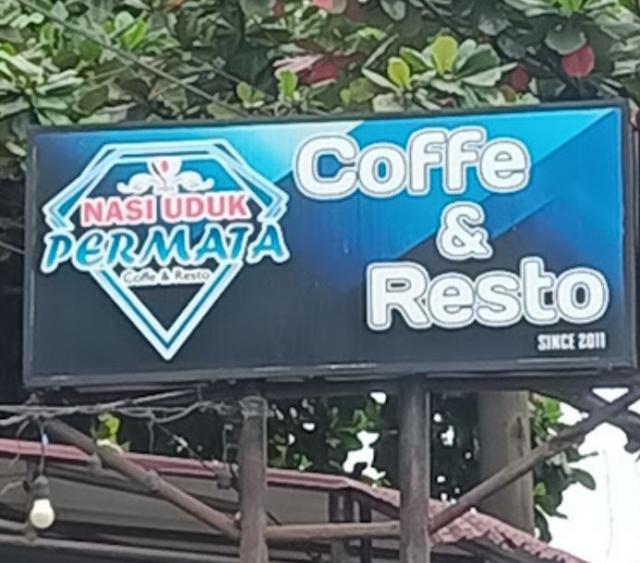 NASI UDUK
PERMATA
Coffe & Resto
Coffe
&
Resto
SINCE 2011